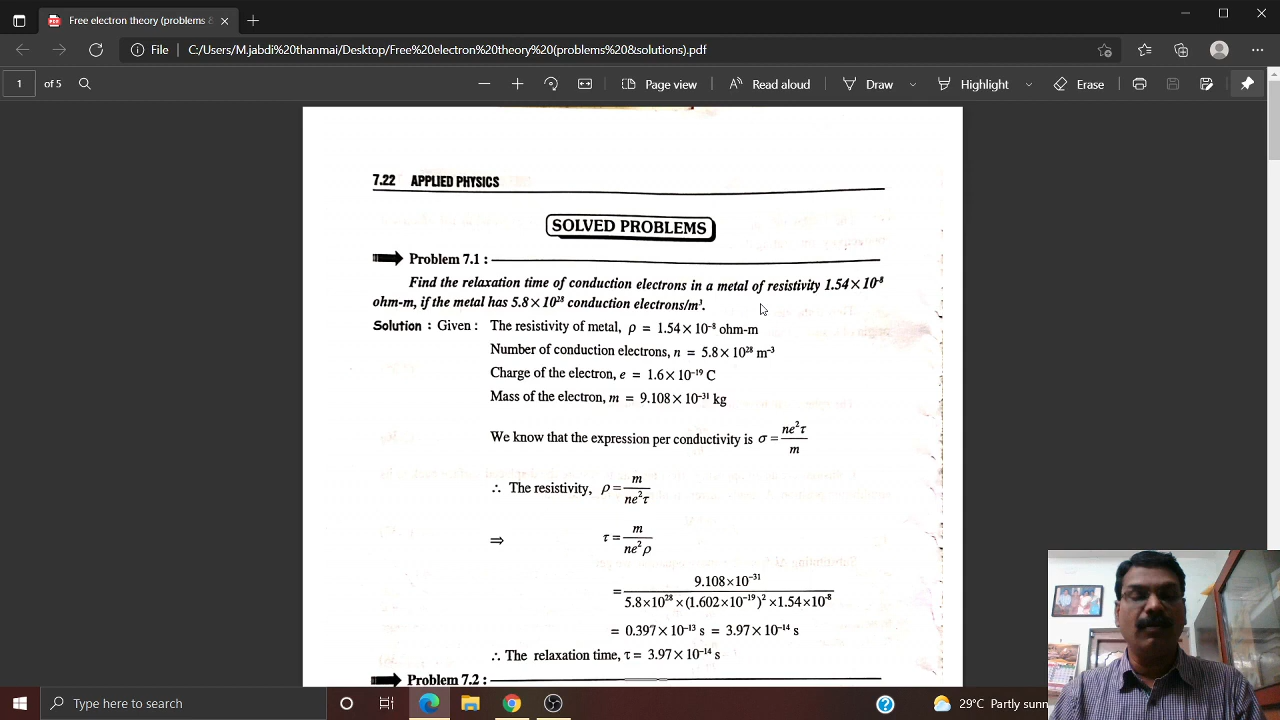 Free electron theory (problems &
File
C:/Users/M.jabdi%20thanmai/Desktop/Free%20electron%20theory%20(problems%20&solutions).pdf
1 of 5
Page view
Read aloud
Draw
Highlight
Erase
7.22 APPLIED PHYSICS
SOLVED PROBLEMS
Problem 7.1 :
Find the relaxation time of conduction electrons in a metal of resistivity 1.54 × 10⁻⁸
ohm-m, if the metal has 5.8 × 10²⁸ conduction electrons/m³.
Solution : Given : The resistivity of metal, ρ = 1.54 × 10⁻⁸ ohm-m
Number of conduction electrons, n = 5.8 × 10²⁸ m⁻³
Charge of the electron, e = 1.6 × 10⁻¹⁹ C
Mass of the electron, m = 9.108 × 10⁻³¹ kg
We know that the expression per conductivity is σ = ne²τ / m
∴ The resistivity, ρ = m / ne²τ
⇒ τ = m / ne²ρ
= 9.108×10⁻³¹ / 5.8×10²⁸ × (1.602×10⁻¹⁹)² × 1.54×10⁻⁸
= 0.397 × 10⁻¹³ s = 3.97 × 10⁻¹⁴ s
∴ The relaxation time, τ = 3.97 × 10⁻¹⁴ s
Problem 7.2 :
Type here to search
29°C Partly sunn